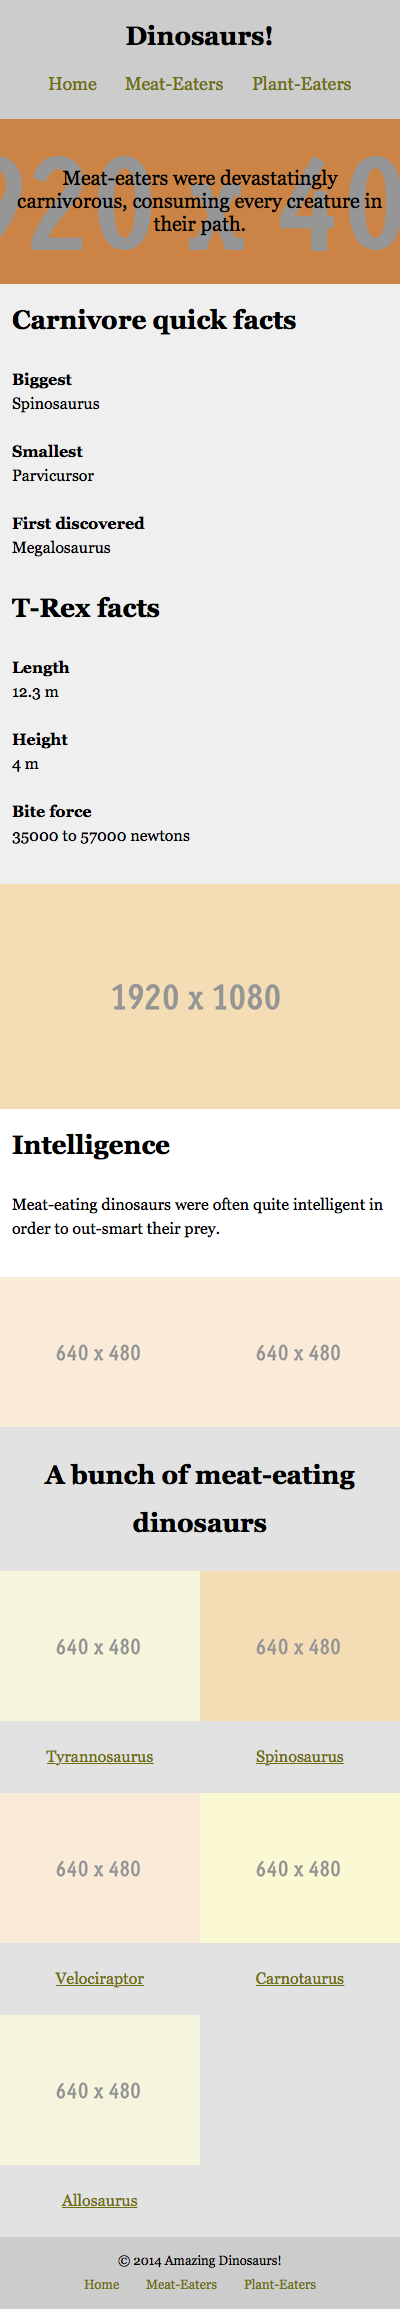 Dinosaurs!
Home Meat-Eaters Plant-Eaters
920 x 40
Meat-eaters were devastatingly
carnivorous, consuming every creature in
their path.
Carnivore quick facts
Biggest
Spinosaurus
Smallest
Parvicursor
First discovered
Megalosaurus
T-Rex facts
Length
12.3 m
Height
4 m
Bite force
35000 to 57000 newtons
1920 x 1080
Intelligence
Meat-eating dinosaurs were often quite intelligent in
order to out-smart their prey.
640 x 480 640 x 480
A bunch of meat-eating
dinosaurs
640 x 480 640 x 480
Tyrannosaurus Spinosaurus
640 x 480 640 x 480
Velociraptor Carnotaurus
640 x 480
Allosaurus
© 2014 Amazing Dinosaurs!
Home Meat-Eaters Plant-Eaters